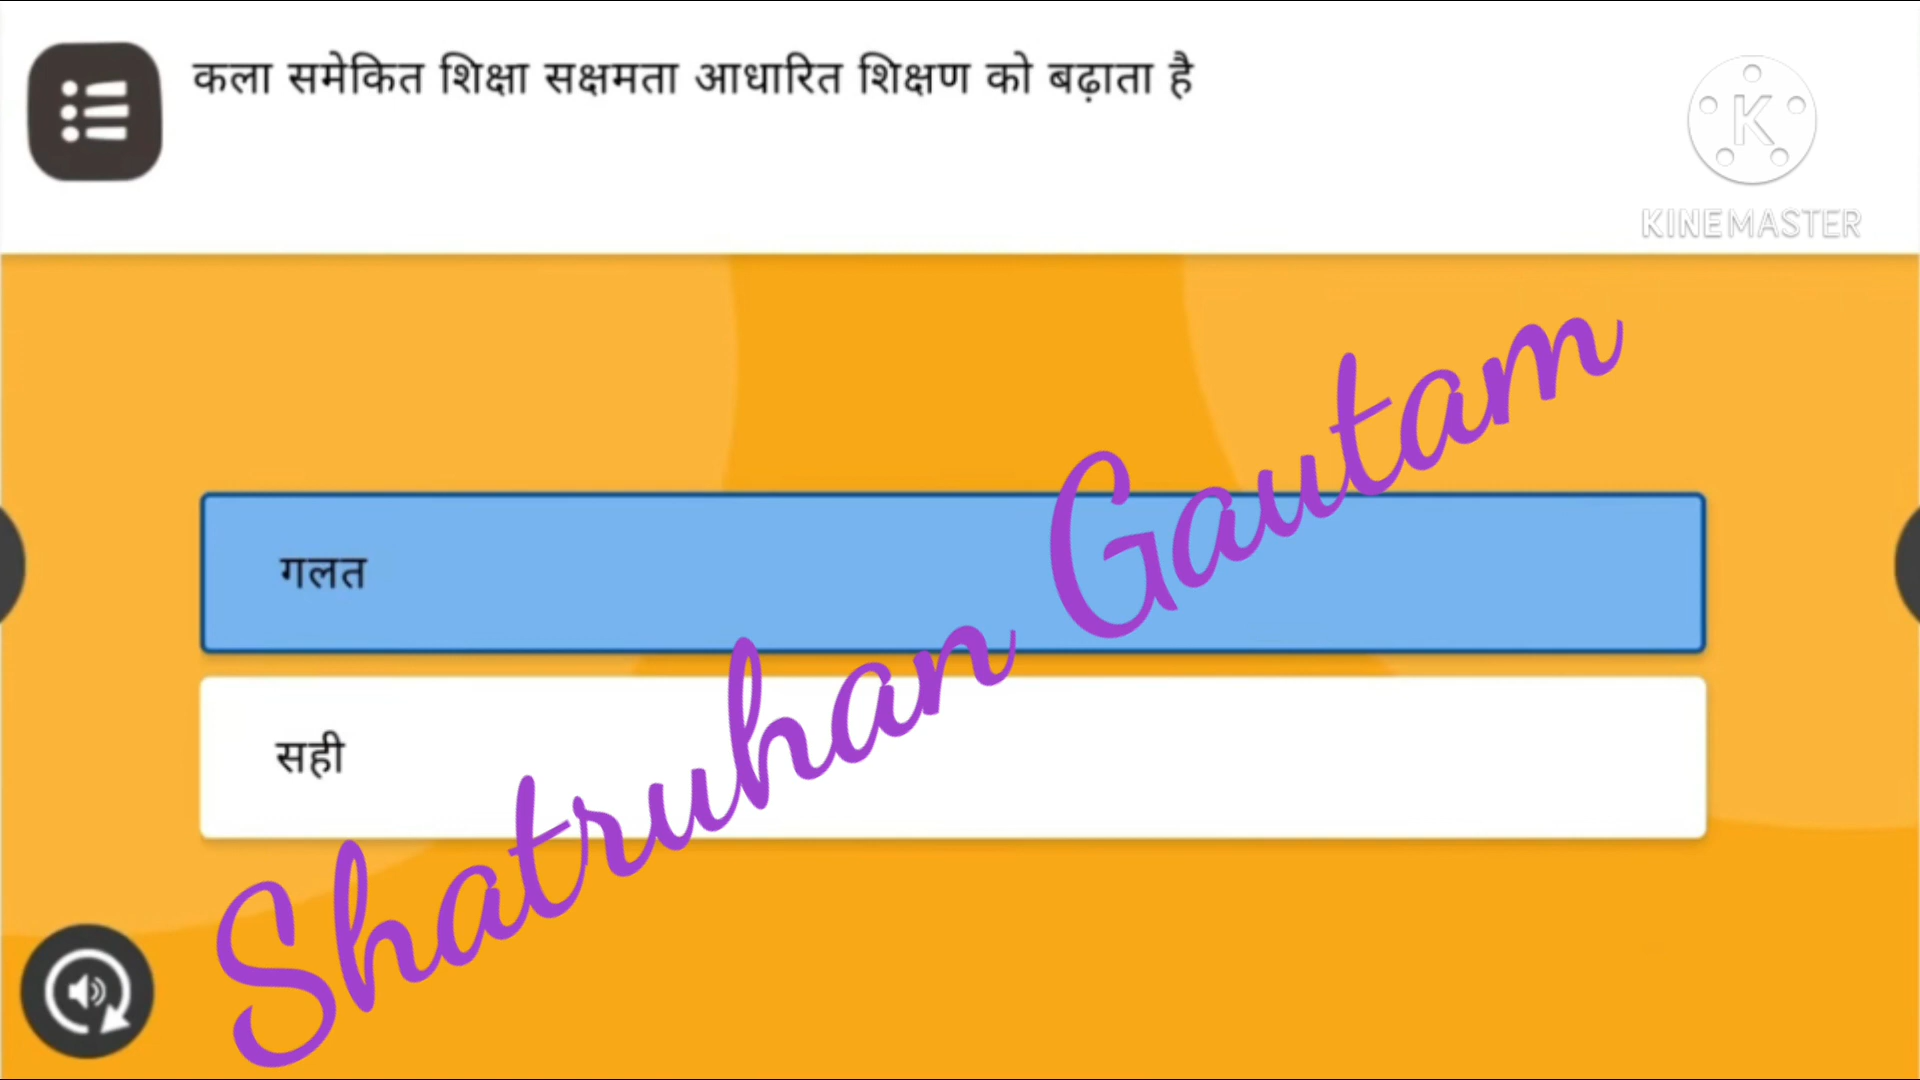 कला समेकित शिक्षा सक्षमता आधारित शिक्षण को बढ़ाता है
K
KINEMASTER
गलत
सही
Shatruhan Gautam